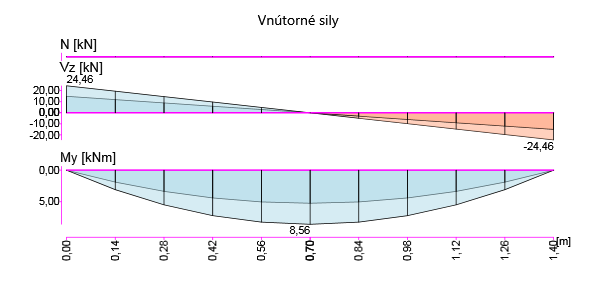 Vnútorné sily
N [kN]
Vz [kN]
24,46
20,00
10,00
0,00
-10,00
-20,00
-24,46
My [kNm]
0,00
5,00
8,56
0,00 0,14 0,28 0,42 0,56 0,70 0,84 0,98 1,12 1,26 1,40 [m]